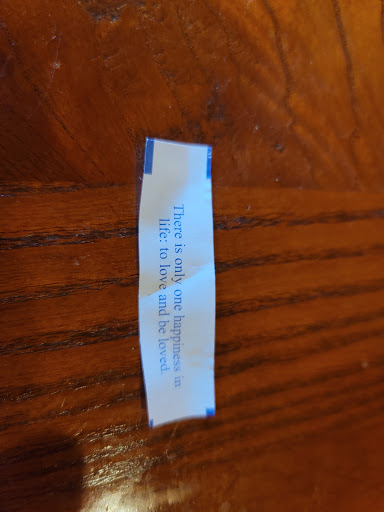 There is only one happiness in
life: to love and be loved.